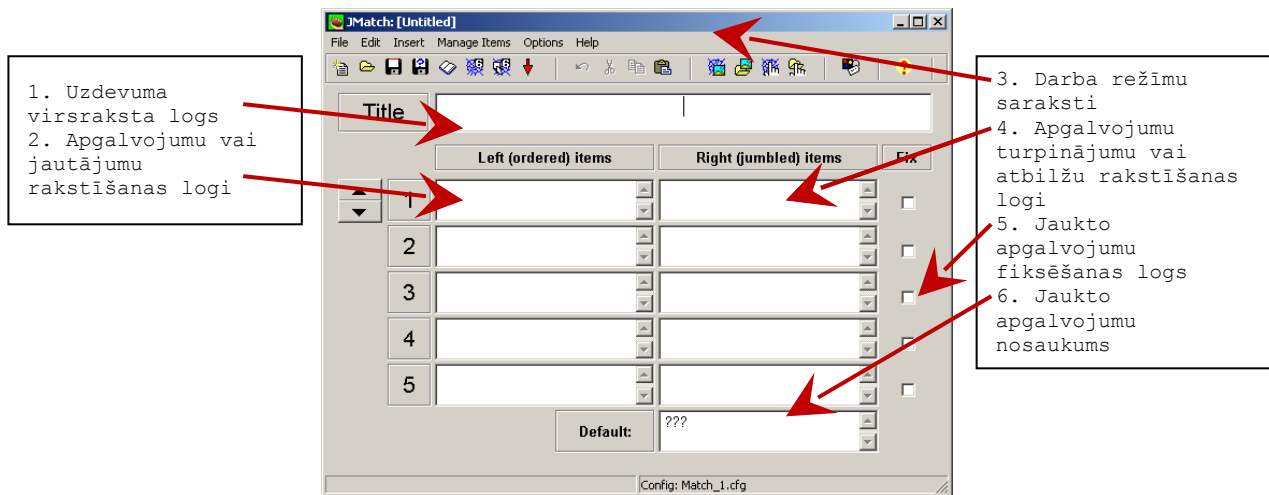 JMatch: [Untitled]
File Edit Insert Manage Items Options Help
1. Uzdevuma
virsraksta logs
2. Apgalvojumu vai
jautājumu
rakstīšanas logi
Title
Left (ordered) items
Right (jumbled) items
Fix
1
2
3
4
5
Default:
???
Config: Match_1.cfg
3. Darba režīmu
saraksti
4. Apgalvojumu
turpinājumu vai
atbilžu rakstīšanas
logi
5. Jaukto
apgalvojumu
fiksēšanas logs
6. Jaukto
apgalvojumu
nosaukums